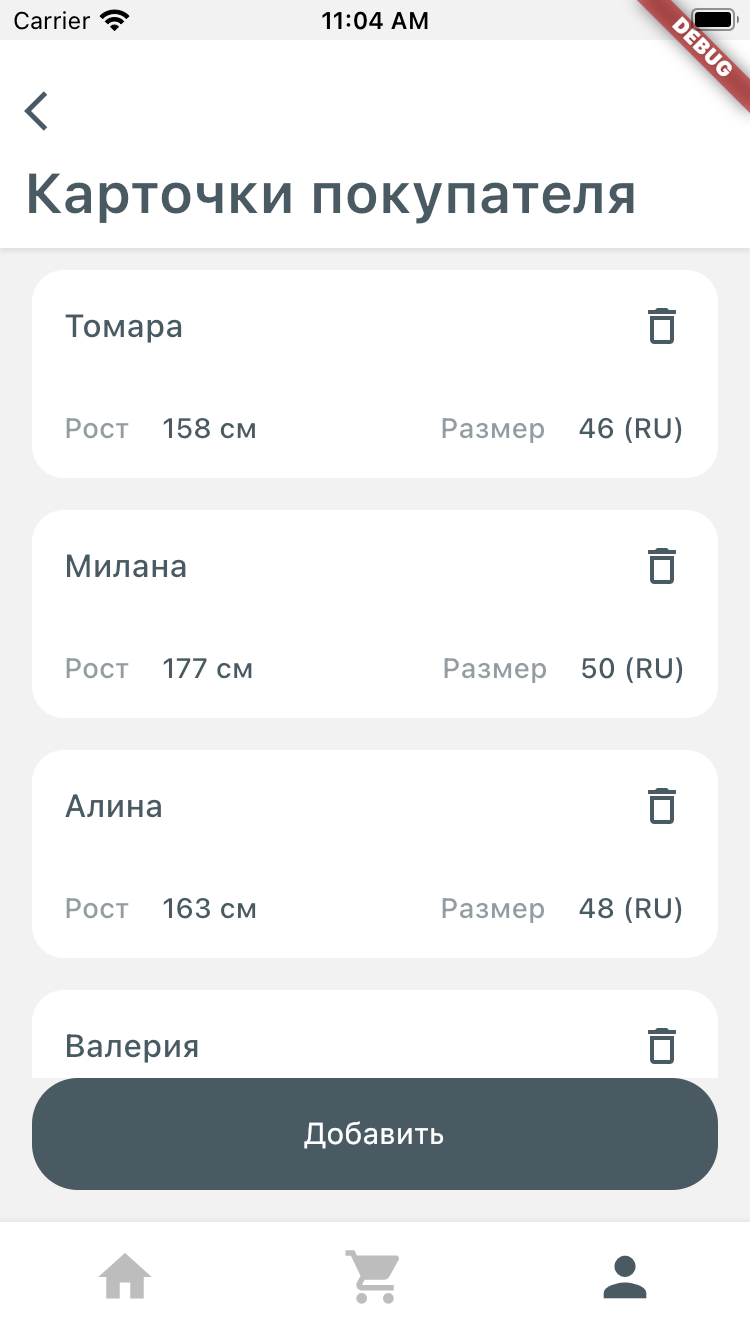 Carrier 11:04 AM
DEBUG
Карточки покупателя
Томара
Рост 158 см Размер 46 (RU)
Милана
Рост 177 см Размер 50 (RU)
Алина
Рост 163 см Размер 48 (RU)
Валерия
Добавить